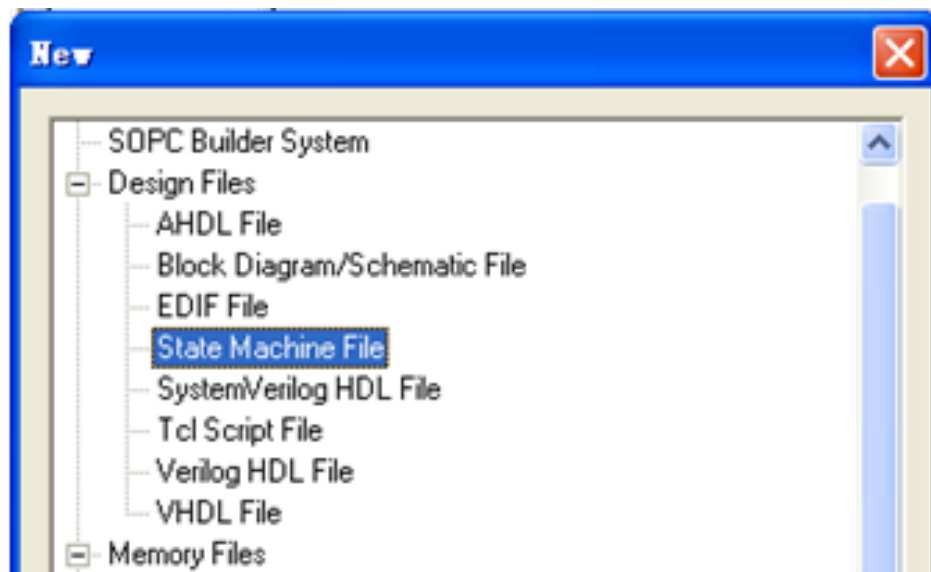 New
SOPC Builder System
Design Files
AHDL File
Block Diagram/Schematic File
EDIF File
State Machine File
SystemVerilog HDL File
Tcl Script File
Verilog HDL File
VHDL File
Memory Files